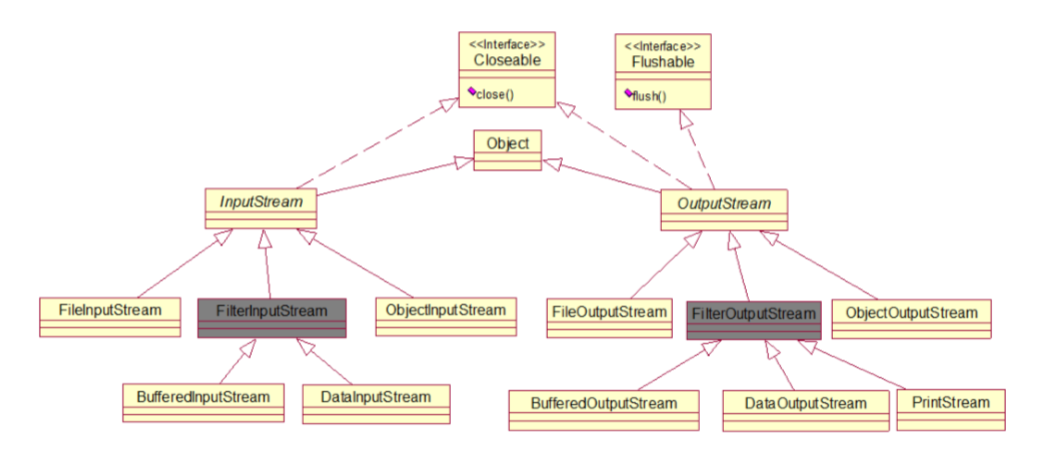 <<Interface>>
Closeable
close()
<<Interface>>
Flushable
flush()
Object
InputStream
OutputStream
FileInputStream
FilterInputStream
ObjectInputStream
FileOutputStream
FilterOutputStream
ObjectOutputStream
BufferedInputStream
DataInputStream
BufferedOutputStream
DataOutputStream
PrintStream